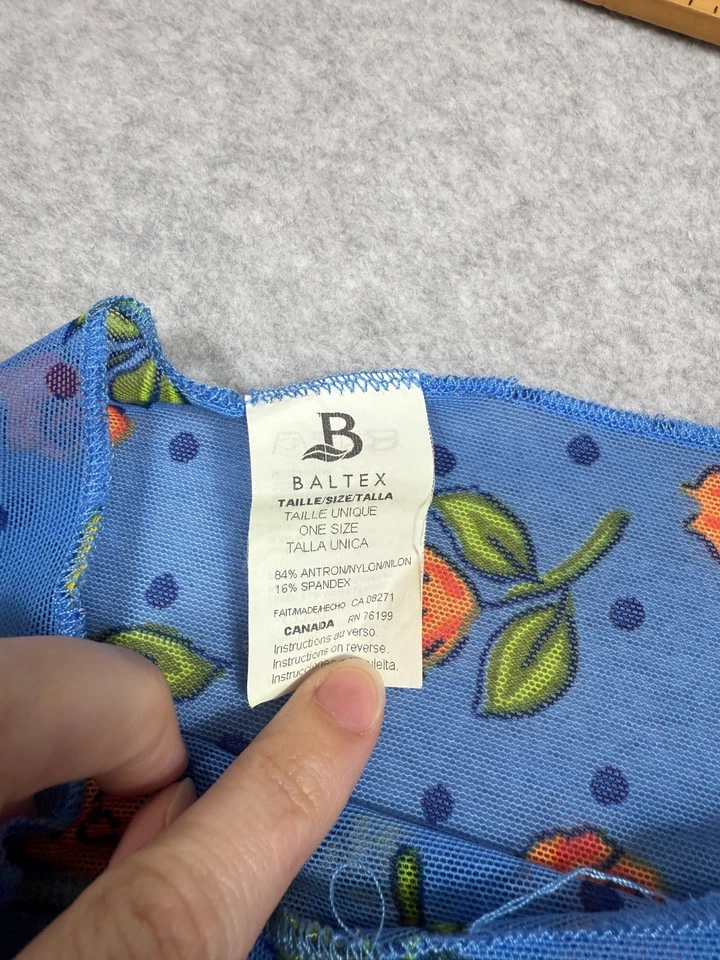 B
BALTEX
TAILLE/SIZE/TALLA
TAILLE UNIQUE
ONE SIZE
TALLA UNICA
84% ANTRON/NYLON/NILON
16% SPANDEX
FAIT/MADE/HECHO CA 09271
CANADA RN 76199
Instructions au verso.
Instructions on reverse.
Instrucciones